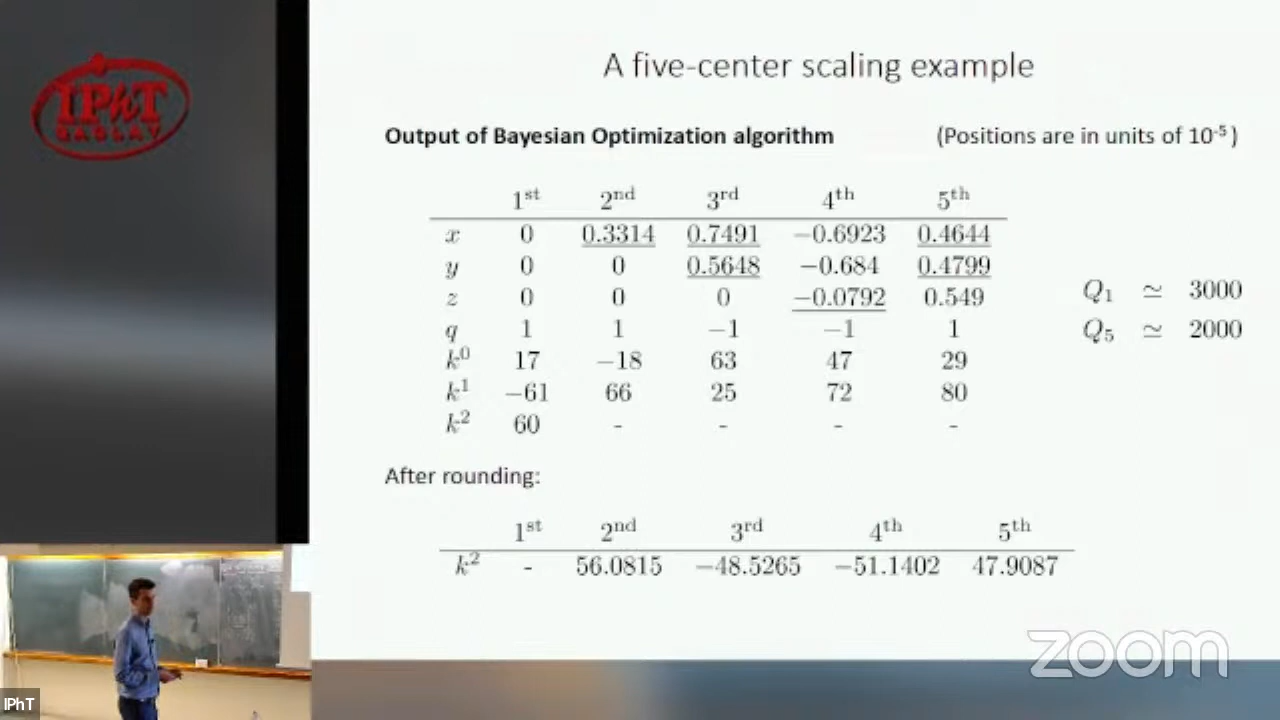 IPhT
SACLAY
A five-center scaling example
Output of Bayesian Optimization algorithm (Positions are in units of 10⁻⁵)
1ˢᵗ 2ⁿᵈ 3ʳᵈ 4ᵗʰ 5ᵗʰ
x 0 0.3314 0.7491 −0.6923 0.4644
y 0 0 0.5648 −0.684 0.4799
z 0 0 0 −0.0792 0.549
q 1 1 −1 −1 1
k⁰ 17 −18 63 47 29
k¹ −61 66 25 72 80
k² 60 - - - -
Q₁ ≃ 3000
Q₅ ≃ 2000
After rounding:
1ˢᵗ 2ⁿᵈ 3ʳᵈ 4ᵗʰ 5ᵗʰ
k² - 56.0815 −48.5265 −51.1402 47.9087
zoom
IPhT